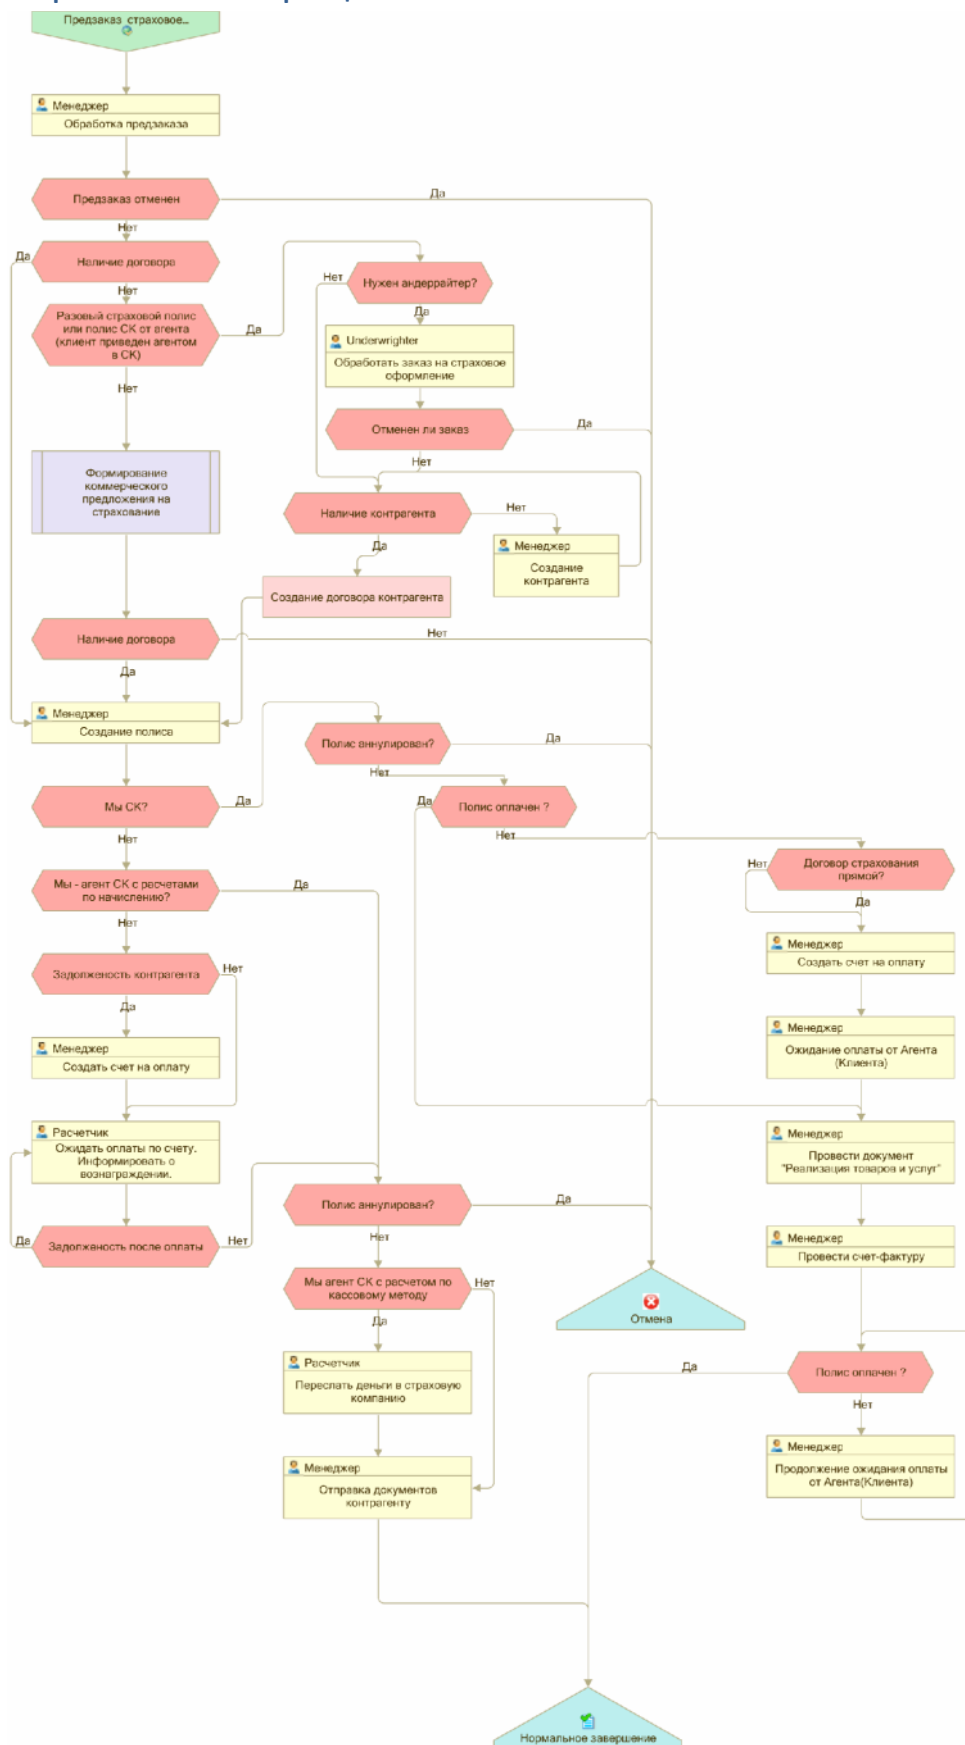 Предзаказ страховое...
Менеджер
Обработка предзаказа
Предзаказ отменен
Да
Нет
Да
Наличие договора
Нет
Разовый страховой полис
или полис СК от агента
(клиент приведен агентом
в СК)
Да
Нет
Нет
Нужен андеррайтер?
Да
Underwrighter
Обработать заказ на страховое
оформление
Отменен ли заказ
Да
Нет
Формирование
коммерческого
предложения на
страхование
Наличие контрагента
Нет
Да
Менеджер
Создание
контрагента
Создание договора контрагента
Наличие договора
Нет
Да
Менеджер
Создание полиса
Полис аннулирован?
Да
Нет
Мы СК?
Да
Нет
Да
Полис оплачен ?
Нет
Нет
Договор страхования
прямой?
Да
Мы - агент СК с расчетами
по начислению?
Да
Нет
Менеджер
Создать счет на оплату
Задолженость контрагента
Нет
Да
Менеджер
Создать счет на оплату
Менеджер
Ожидание оплаты от Агента
(Клиента)
Расчетчик
Ожидать оплаты по счету.
Информировать о
вознаграждении.
Менеджер
Провести документ
"Реализация товаров и услуг"
Да
Задолженость после оплаты
Нет
Полис аннулирован?
Да
Нет
Менеджер
Провести счет-фактуру
Мы агент СК с расчетом по
кассовому методу
Нет
Да
Отмена
Расчетчик
Переслать деньги в страховую
компанию
Да
Полис оплачен ?
Нет
Менеджер
Отправка документов
контрагенту
Менеджер
Продолжение ожидания оплаты
от Агента(Клиента)
Нормальное завершение